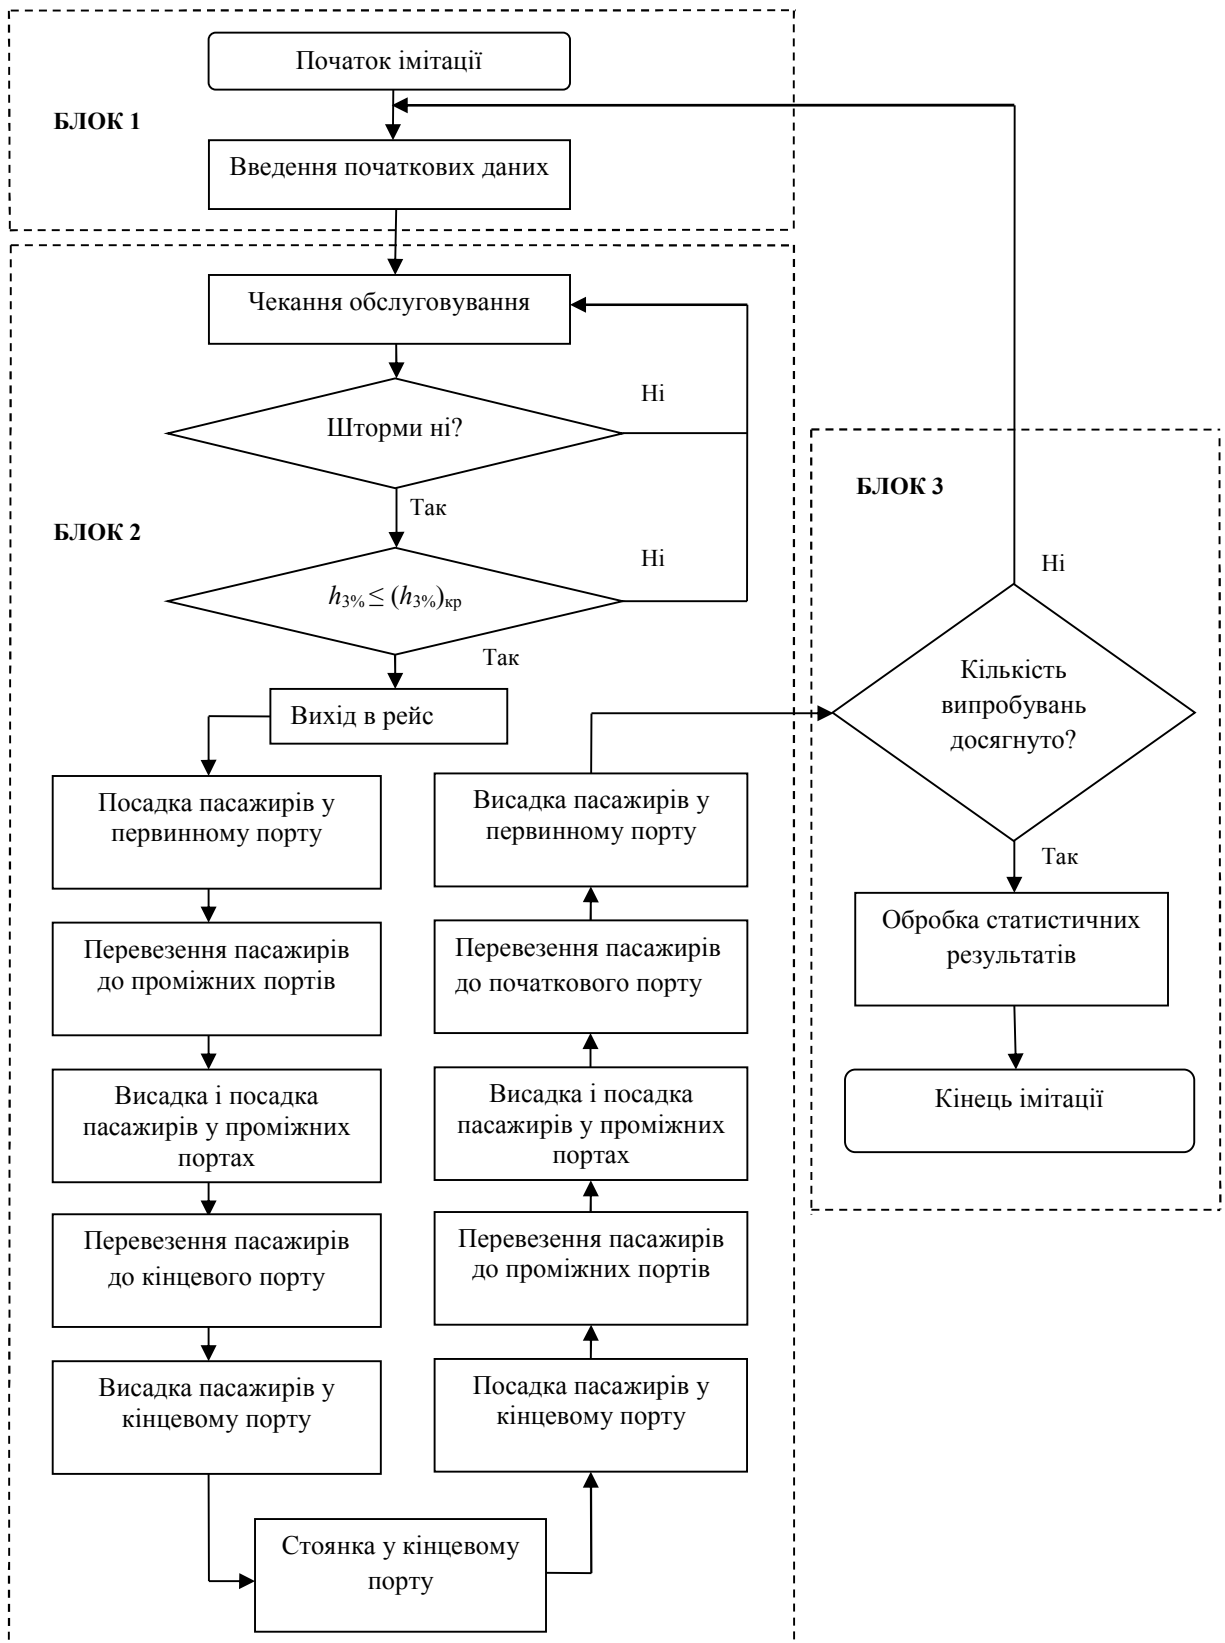 Початок імітації
БЛОК 1
Введення початкових даних
Чекання обслуговування
Ні
Шторми ні?
Так
БЛОК 2
Ні
h3% ≤ (h3%)кр
Так
Вихід в рейс
Посадка пасажирів у
первинному порту
Перевезення пасажирів
до проміжних портів
Висадка і посадка
пасажирів у проміжних
портах
Перевезення пасажирів
до кінцевого порту
Висадка пасажирів у
кінцевому порту
Стоянка у кінцевому
порту
Посадка пасажирів у
кінцевому порту
Перевезення пасажирів
до проміжних портів
Висадка і посадка
пасажирів у проміжних
портах
Перевезення пасажирів
до початкового порту
Висадка пасажирів у
первинному порту
БЛОК 3
Ні
Кількість
випробувань
досягнуто?
Так
Обробка статистичних
результатів
Кінець імітації